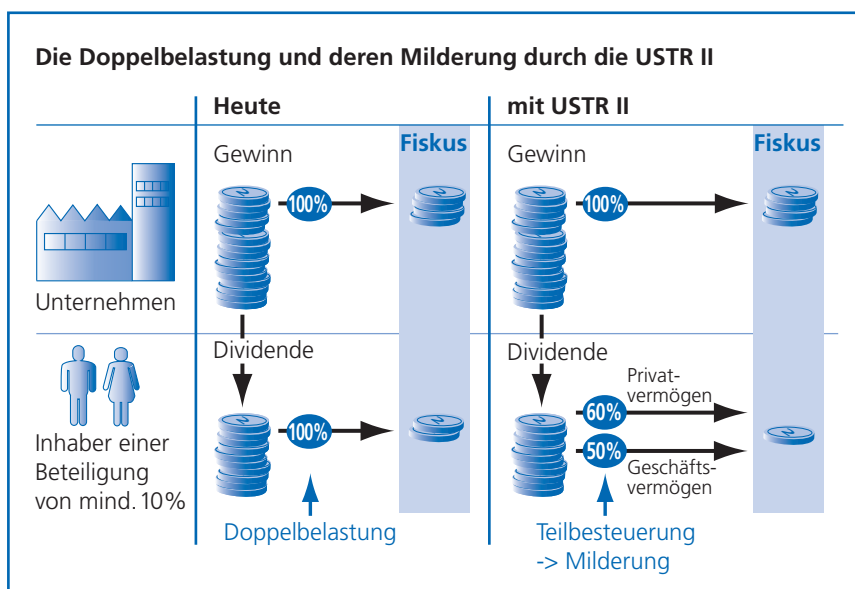 Die Doppelbelastung und deren Milderung durch die USTR II
Heute
mit USTR II
Gewinn
Fiskus
Gewinn
Fiskus
100%
100%
Unternehmen
Dividende
Dividende
100%
Privat-
vermögen
60%
50%
Geschäfts-
vermögen
Inhaber einer
Beteiligung
von mind. 10%
Doppelbelastung
Teilbesteuerung
-> Milderung